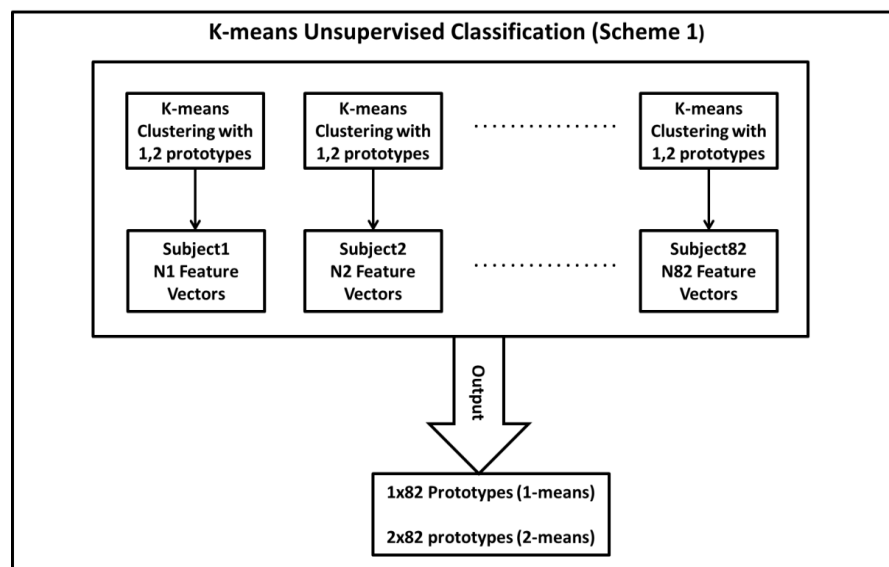 K-means Unsupervised Classification (Scheme 1)
K-means
Clustering with
1,2 prototypes
K-means
Clustering with
1,2 prototypes
K-means
Clustering with
1,2 prototypes
Subject1
N1 Feature
Vectors
Subject2
N2 Feature
Vectors
Subject82
N82 Feature
Vectors
Output
1x82 Prototypes (1-means)
2x82 prototypes (2-means)